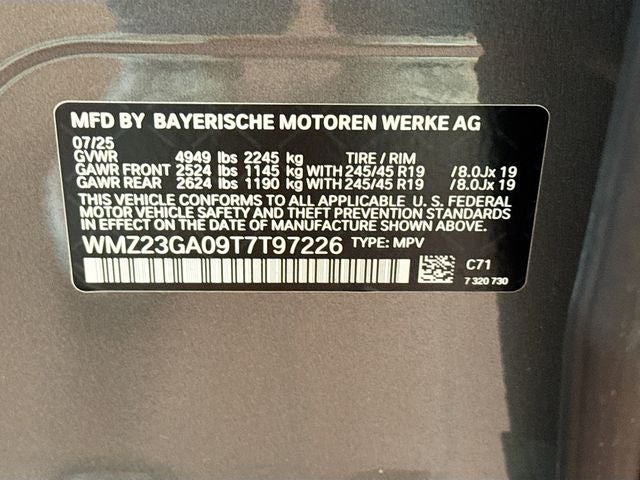 MFD BY BAYERISCHE MOTOREN WERKE AG
07/25
GVWR 4949 lbs 2245 kg TIRE / RIM
GAWR FRONT 2524 lbs 1145 kg WITH 245/45 R19 /8.0Jx 19
GAWR REAR 2624 lbs 1190 kg WITH 245/45 R19 /8.0Jx 19
THIS VEHICLE CONFORMS TO ALL APPLICABLE U. S. FEDERAL
MOTOR VEHICLE SAFETY AND THEFT PREVENTION STANDARDS
IN EFFECT ON THE DATE OF MANUFACTURE SHOWN ABOVE.
WMZ23GA09T7T97226 TYPE: MPV
C71
7 320 730